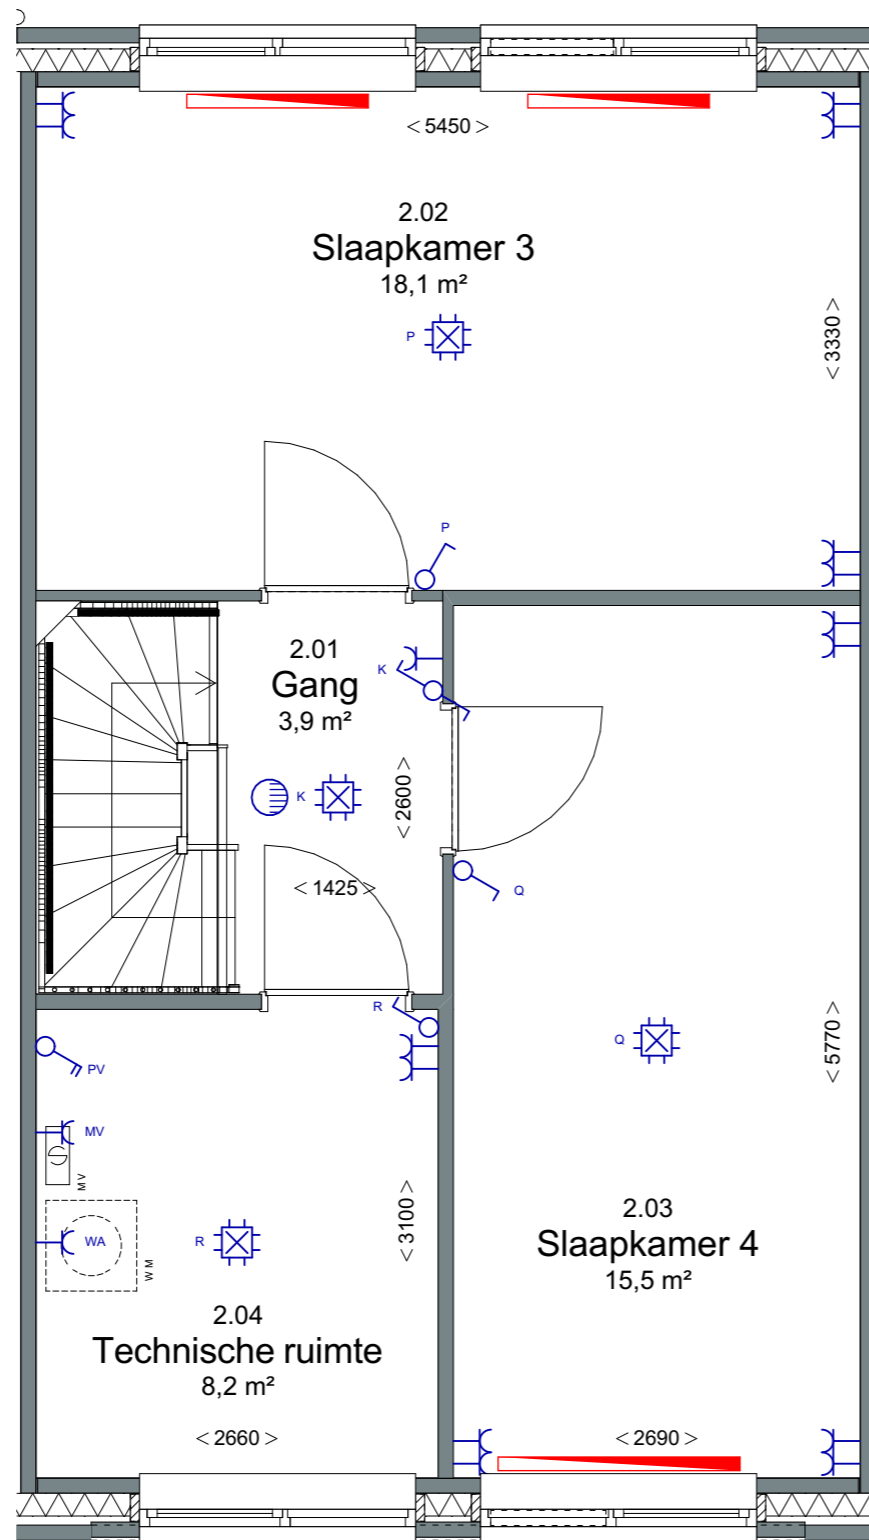 < 5450 >
2.02
Slaapkamer 3
18,1 m²
P
< 3330 >
P
2.01
Gang
3,9 m²
K
K
< 2600 >
< 1425 >
Q
R
PV
Q
< 5770 >
MV
MV
WA
WM
R
< 3100 >
2.03
Slaapkamer 4
15,5 m²
2.04
Technische ruimte
8,2 m²
< 2660 >
< 2690 >